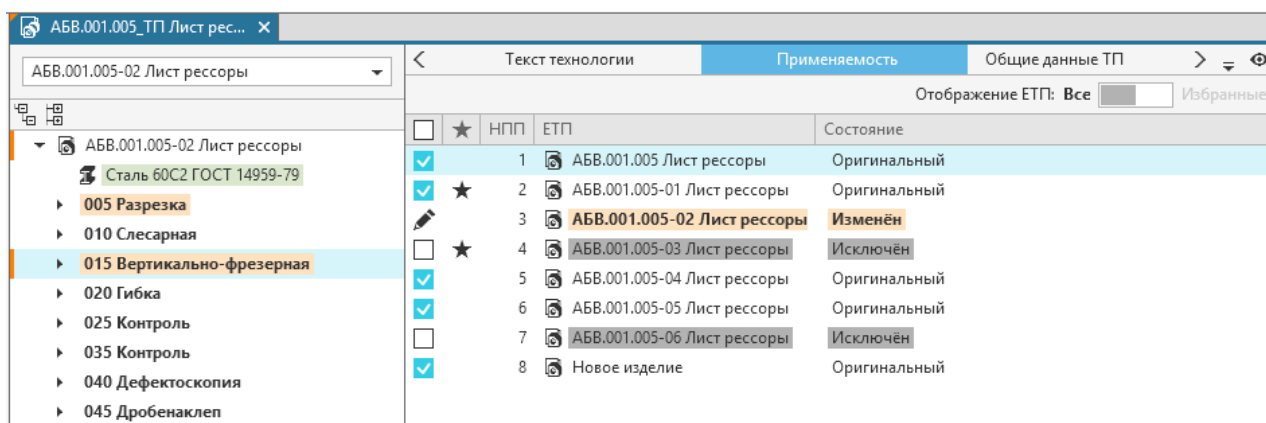 АБВ.001.005_ТП Лист рес...
АБВ.001.005-02 Лист рессоры
АБВ.001.005-02 Лист рессоры
Сталь 60С2 ГОСТ 14959-79
005 Разрезка
010 Слесарная
015 Вертикально-фрезерная
020 Гибка
025 Контроль
035 Контроль
040 Дефектоскопия
045 Дробенаклеп
Текст технологии Применяемость Общие данные ТП
Отображение ЕТП: Все Избранные
НПП ЕТП Состояние
1 АБВ.001.005 Лист рессоры Оригинальный
2 АБВ.001.005-01 Лист рессоры Оригинальный
3 АБВ.001.005-02 Лист рессоры Изменён
4 АБВ.001.005-03 Лист рессоры Исключён
5 АБВ.001.005-04 Лист рессоры Оригинальный
6 АБВ.001.005-05 Лист рессоры Оригинальный
7 АБВ.001.005-06 Лист рессоры Исключён
8 Новое изделие Оригинальный